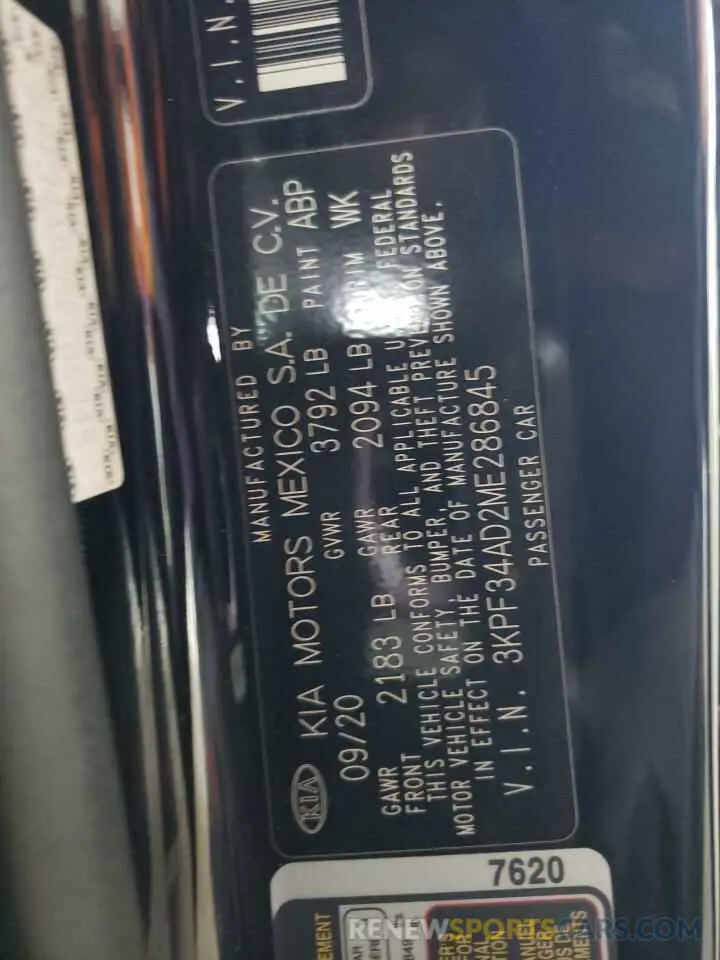 V.I.N.
MANUFACTURED BY
KIA KIA MOTORS MEXICO S.A. DE C.V.
09/20 GVWR 3792 LB PAINT ABP
GAWR FRONT 2183 LB GAWR REAR 2094 LB TRIM WK
THIS VEHICLE CONFORMS TO ALL APPLICABLE FEDERAL
MOTOR VEHICLE SAFETY, BUMPER, AND THEFT PREVENTION STANDARDS
IN EFFECT ON THE DATE OF MANUFACTURE SHOWN ABOVE.
V.I.N. 3KPF34AD2ME286845
PASSENGER CAR
7620
RENEWSPORTSCARS.COM